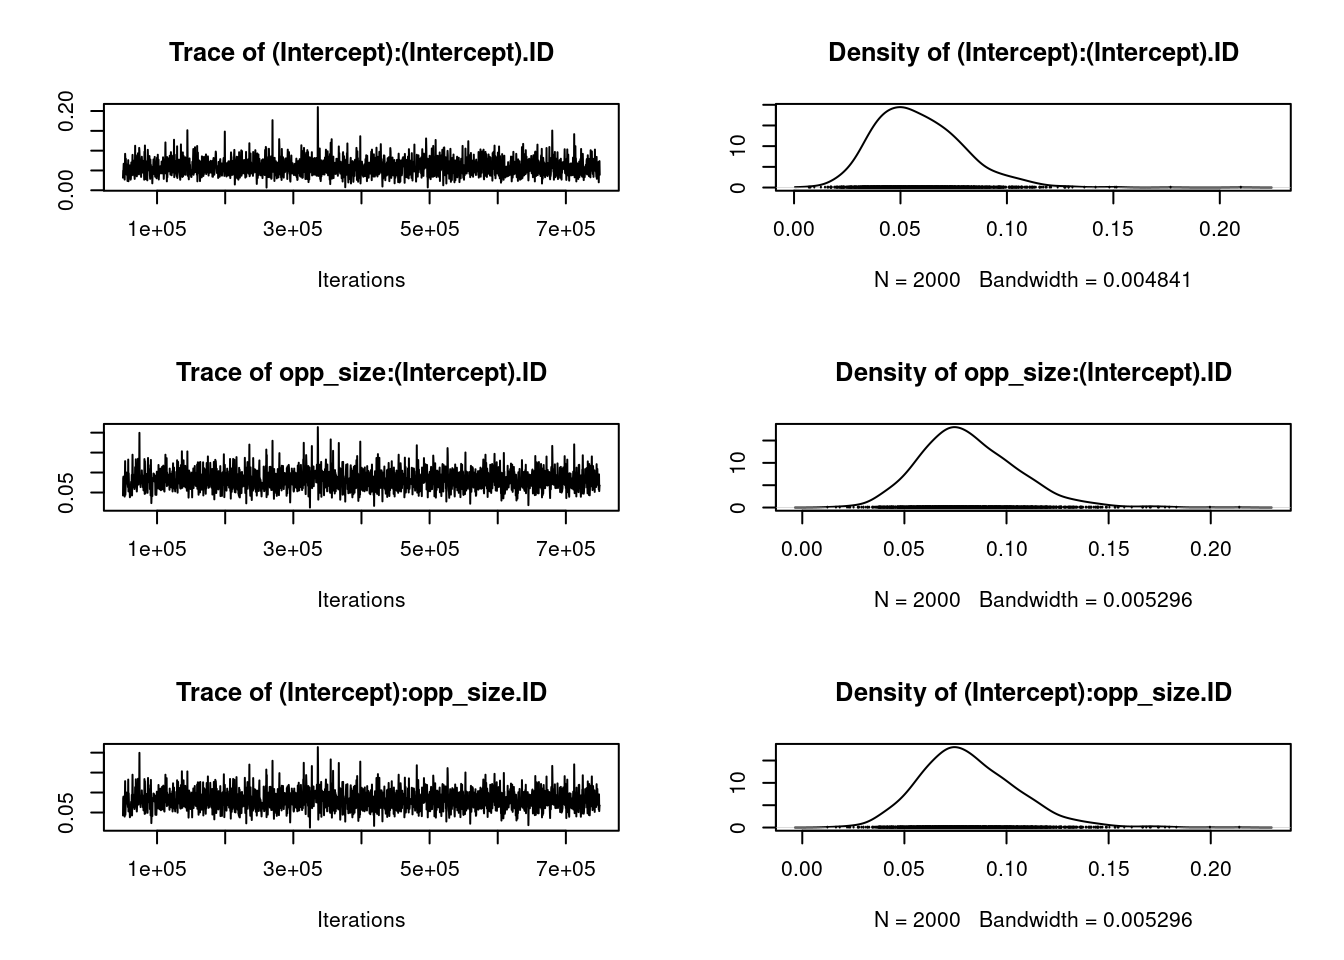 Trace of (Intercept):(Intercept).ID
0.00 0.20
1e+05 3e+05 5e+05 7e+05
Iterations
Density of (Intercept):(Intercept).ID
0 10
0.00 0.05 0.10 0.15 0.20
N = 2000 Bandwidth = 0.004841
Trace of opp_size:(Intercept).ID
0.05
1e+05 3e+05 5e+05 7e+05
Iterations
Density of opp_size:(Intercept).ID
0 10
0.00 0.05 0.10 0.15 0.20
N = 2000 Bandwidth = 0.005296
Trace of (Intercept):opp_size.ID
0.05
1e+05 3e+05 5e+05 7e+05
Iterations
Density of (Intercept):opp_size.ID
0 10
0.00 0.05 0.10 0.15 0.20
N = 2000 Bandwidth = 0.005296